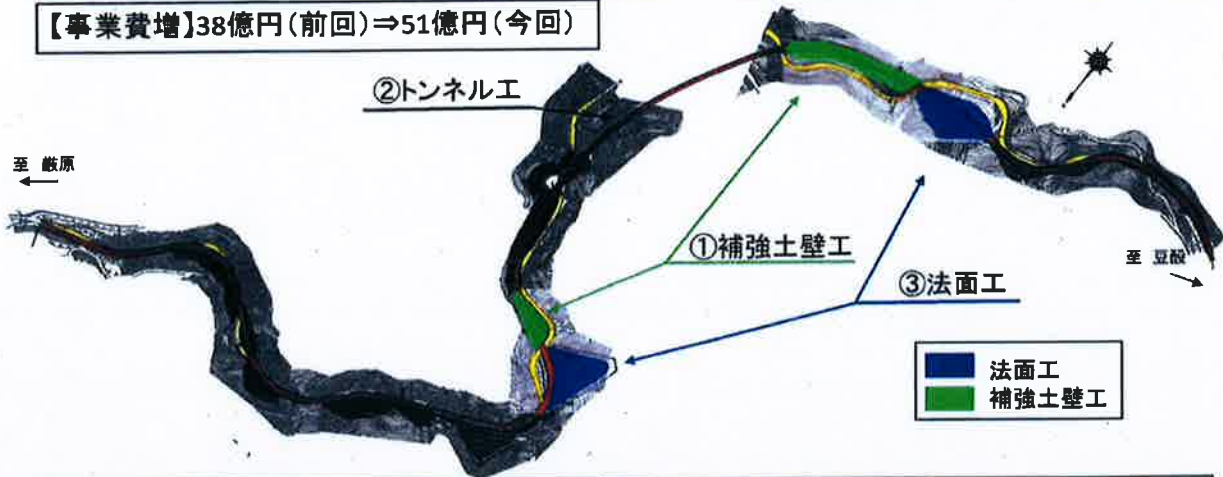 【事業費増】38億円(前回)⇒51億円(今回)
②トンネル工
至 厳原
①補強土壁工
至 豆酘
③法面工
法面工
補強土壁工